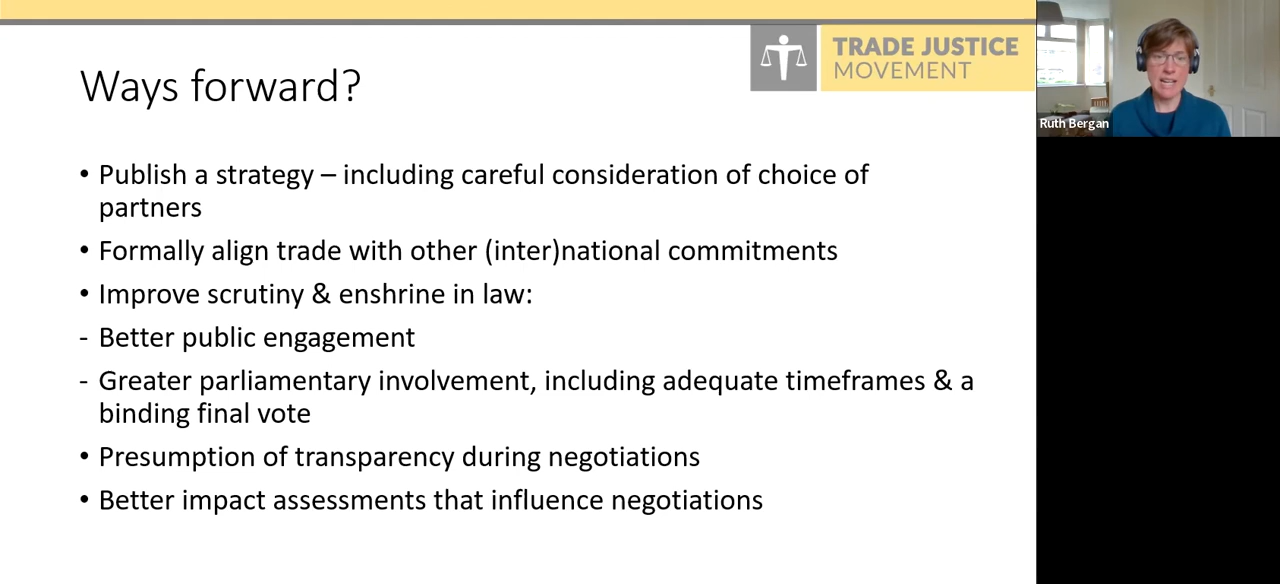 TRADE JUSTICE
MOVEMENT
Ways forward?
• Publish a strategy – including careful consideration of choice of
partners
• Formally align trade with other (inter)national commitments
• Improve scrutiny & enshrine in law:
- Better public engagement
- Greater parliamentary involvement, including adequate timeframes & a
binding final vote
• Presumption of transparency during negotiations
• Better impact assessments that influence negotiations
Ruth Bergan